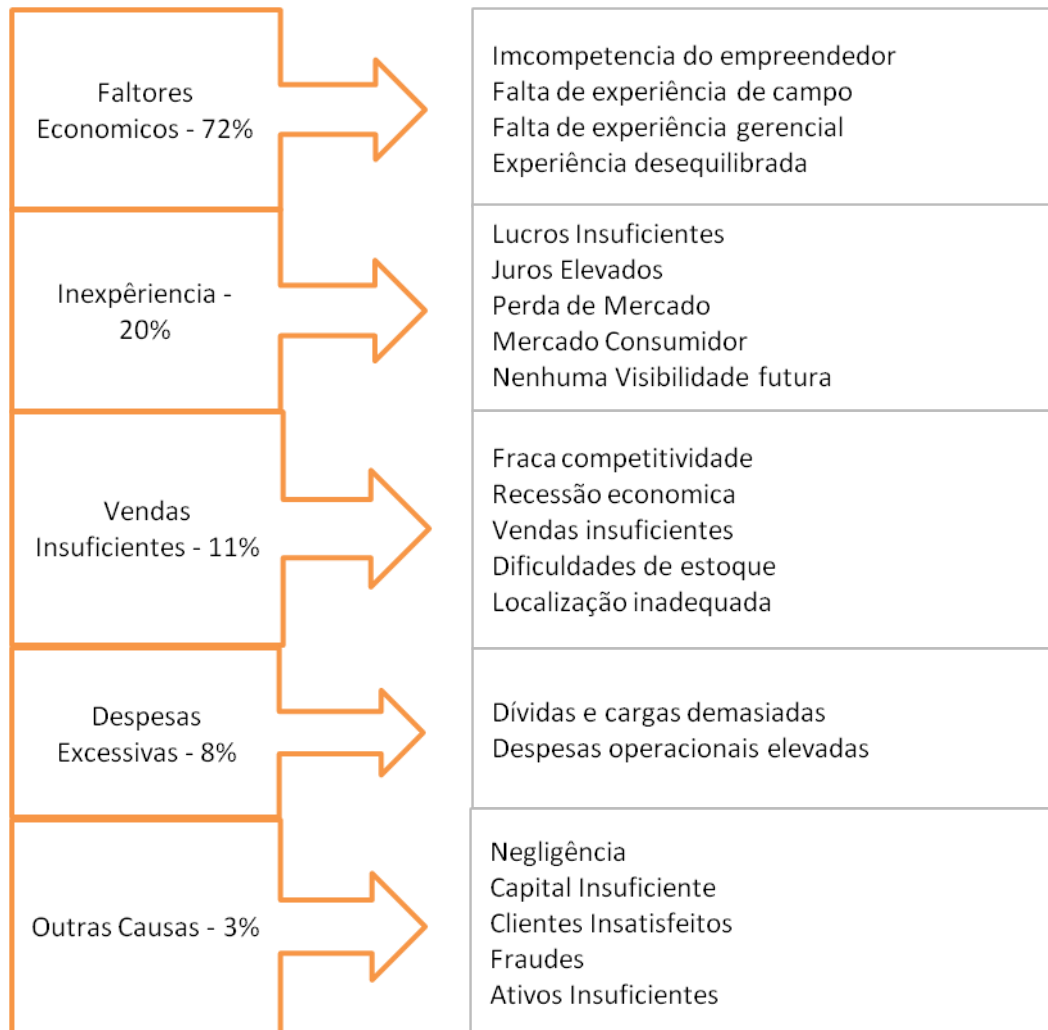 Faltores
Economicos - 72%
Imcompetencia do empreendedor
Falta de experiência de campo
Falta de experiência gerencial
Experiência desequilibrada
Inexpêriencia -
20%
Lucros Insuficientes
Juros Elevados
Perda de Mercado
Mercado Consumidor
Nenhuma Visibilidade futura
Vendas
Insuficientes - 11%
Fraca competitividade
Recessão economica
Vendas insuficientes
Dificuldades de estoque
Localização inadequada
Despesas
Excessivas - 8%
Dívidas e cargas demasiadas
Despesas operacionais elevadas
Outras Causas - 3%
Negligência
Capital Insuficiente
Clientes Insatisfeitos
Fraudes
Ativos Insuficientes